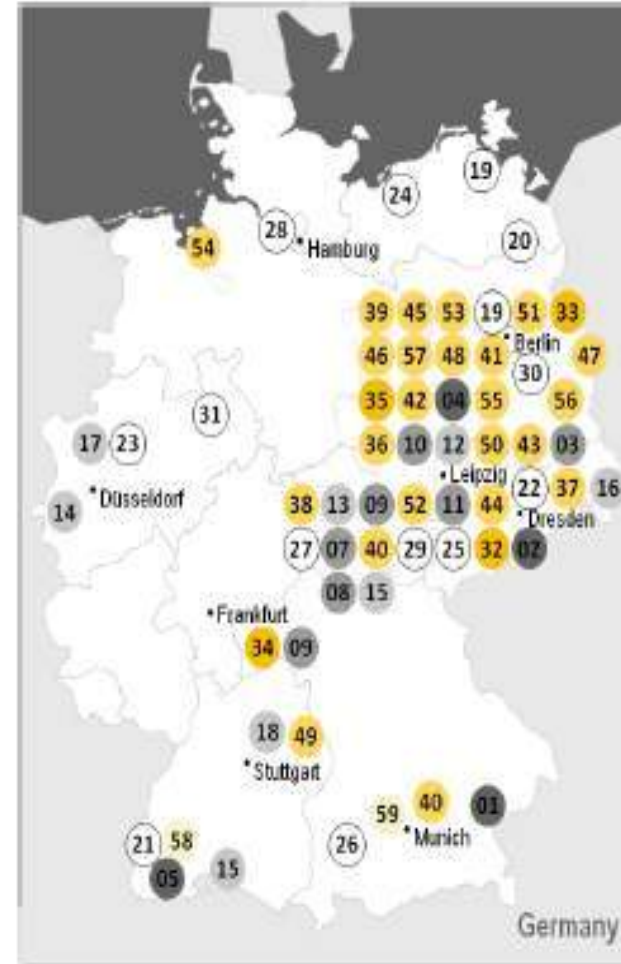 19
24
20
28
Hamburg
54
39 45 53 19 51 33
Berlin
46 57 48 41 47
30
35 42 04 55 56
31
17 23
36 10 12 50 43 03
Leipzig
22 37 16
Düsseldorf
14
38 13 09 52 11 44
Dresden
27 07 40 29 25 32 02
08 15
Frankfurt
34 09
18 49
Stuttgart
59 40 01
Munich
21 58 26
05 15
Germany